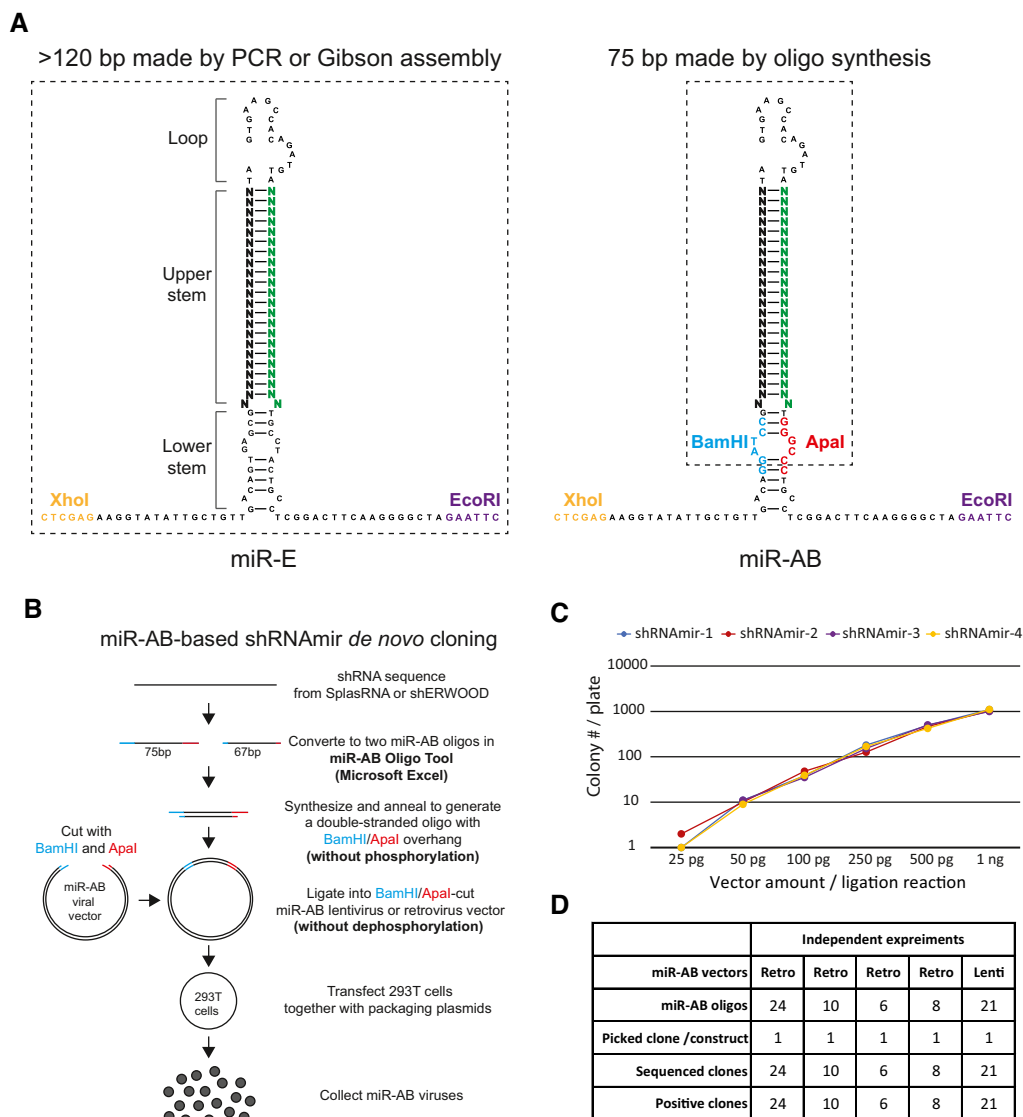 A
>120 bp made by PCR or Gibson assembly
75 bp made by oligo synthesis
Loop
Upper
stem
Lower
stem
BamHI
ApaI
XhoI
EcoRI
XhoI
EcoRI
CTCGAGAAGGTATATTGCTGTT
TCGGACTTCAAGGGGCTAGAATTC
CTCGAGAAGGTATATTGCTGTT
TCGGACTTCAAGGGGCTAGAATTC
miR-E
miR-AB
B
miR-AB-based shRNAmir de novo cloning
shRNA sequence
from SplasRNA or shERWOOD
75bp
67bp
Converte to two miR-AB oligos in
miR-AB Oligo Tool
(Microsoft Excel)
Synthesize and anneal to generate
a double-stranded oligo with
BamHI/ApaI overhang
(without phosphorylation)
Cut with
BamHI and ApaI
miR-AB
viral
vector
Ligate into BamHI/ApaI-cut
miR-AB lentivirus or retrovirus vector
(without dephosphorylation)
293T
cells
Transfect 293T cells
together with packaging plasmids
Collect miR-AB viruses
C
shRNAmir-1 shRNAmir-2 shRNAmir-3 shRNAmir-4
Colony # / plate
10000
1000
100
10
1
25 pg 50 pg 100 pg 250 pg 500 pg 1 ng
Vector amount / ligation reaction
D
Independent expreiments
miR-AB vectors Retro Retro Retro Retro Lenti
miR-AB oligos 24 10 6 8 21
Picked clone /construct 1 1 1 1 1
Sequenced clones 24 10 6 8 21
Positive clones 24 10 6 8 21